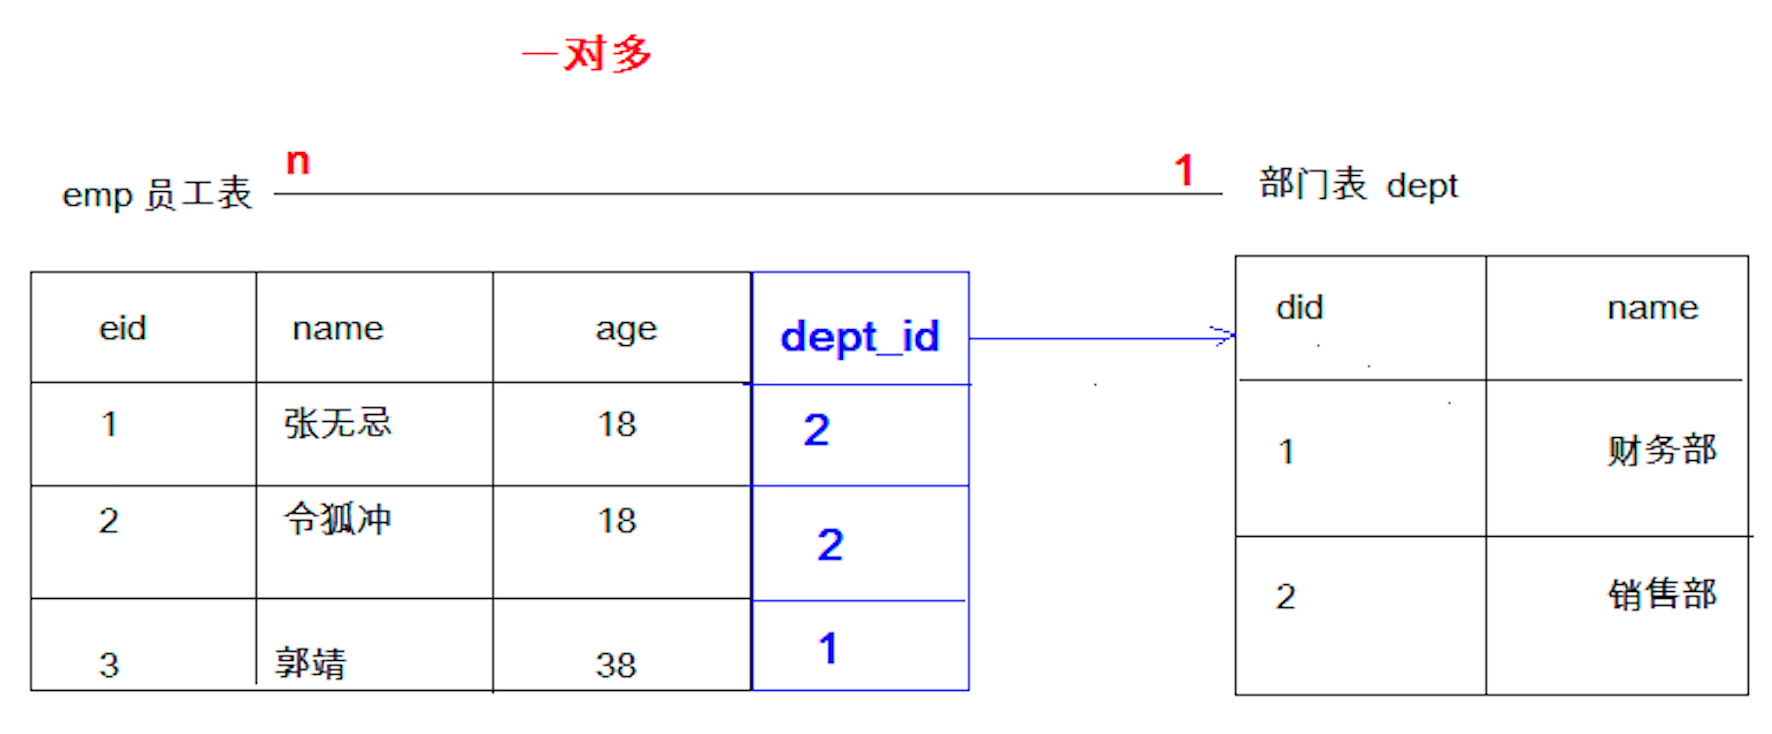 一对多
n 1
emp 员工表 部门表 dept
eid name age dept_id did name
1 张无忌 18 2 1 财务部
2 令狐冲 18 2 2 销售部
3 郭靖 38 1